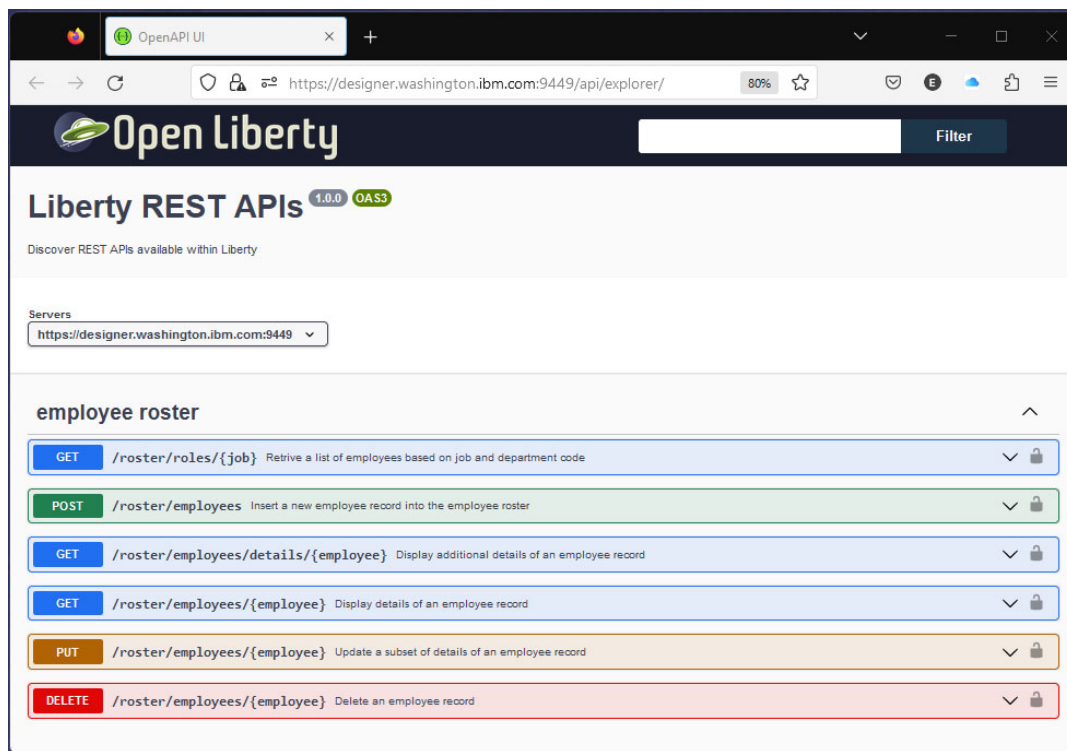 OpenAPI UI
https://designer.washington.ibm.com:9449/api/explorer/ 80% E
Open Liberty Filter
Liberty REST APIs 1.0.0 OAS3
Discover REST APIs available within Liberty
Servers
https://designer.washington.ibm.com:9449
employee roster
GET /roster/roles/{job} Retrive a list of employees based on job and department code
POST /roster/employees Insert a new employee record into the employee roster
GET /roster/employees/details/{employee} Display additional details of an employee record
GET /roster/employees/{employee} Display details of an employee record
PUT /roster/employees/{employee} Update a subset of details of an employee record
DELETE /roster/employees/{employee} Delete an employee record